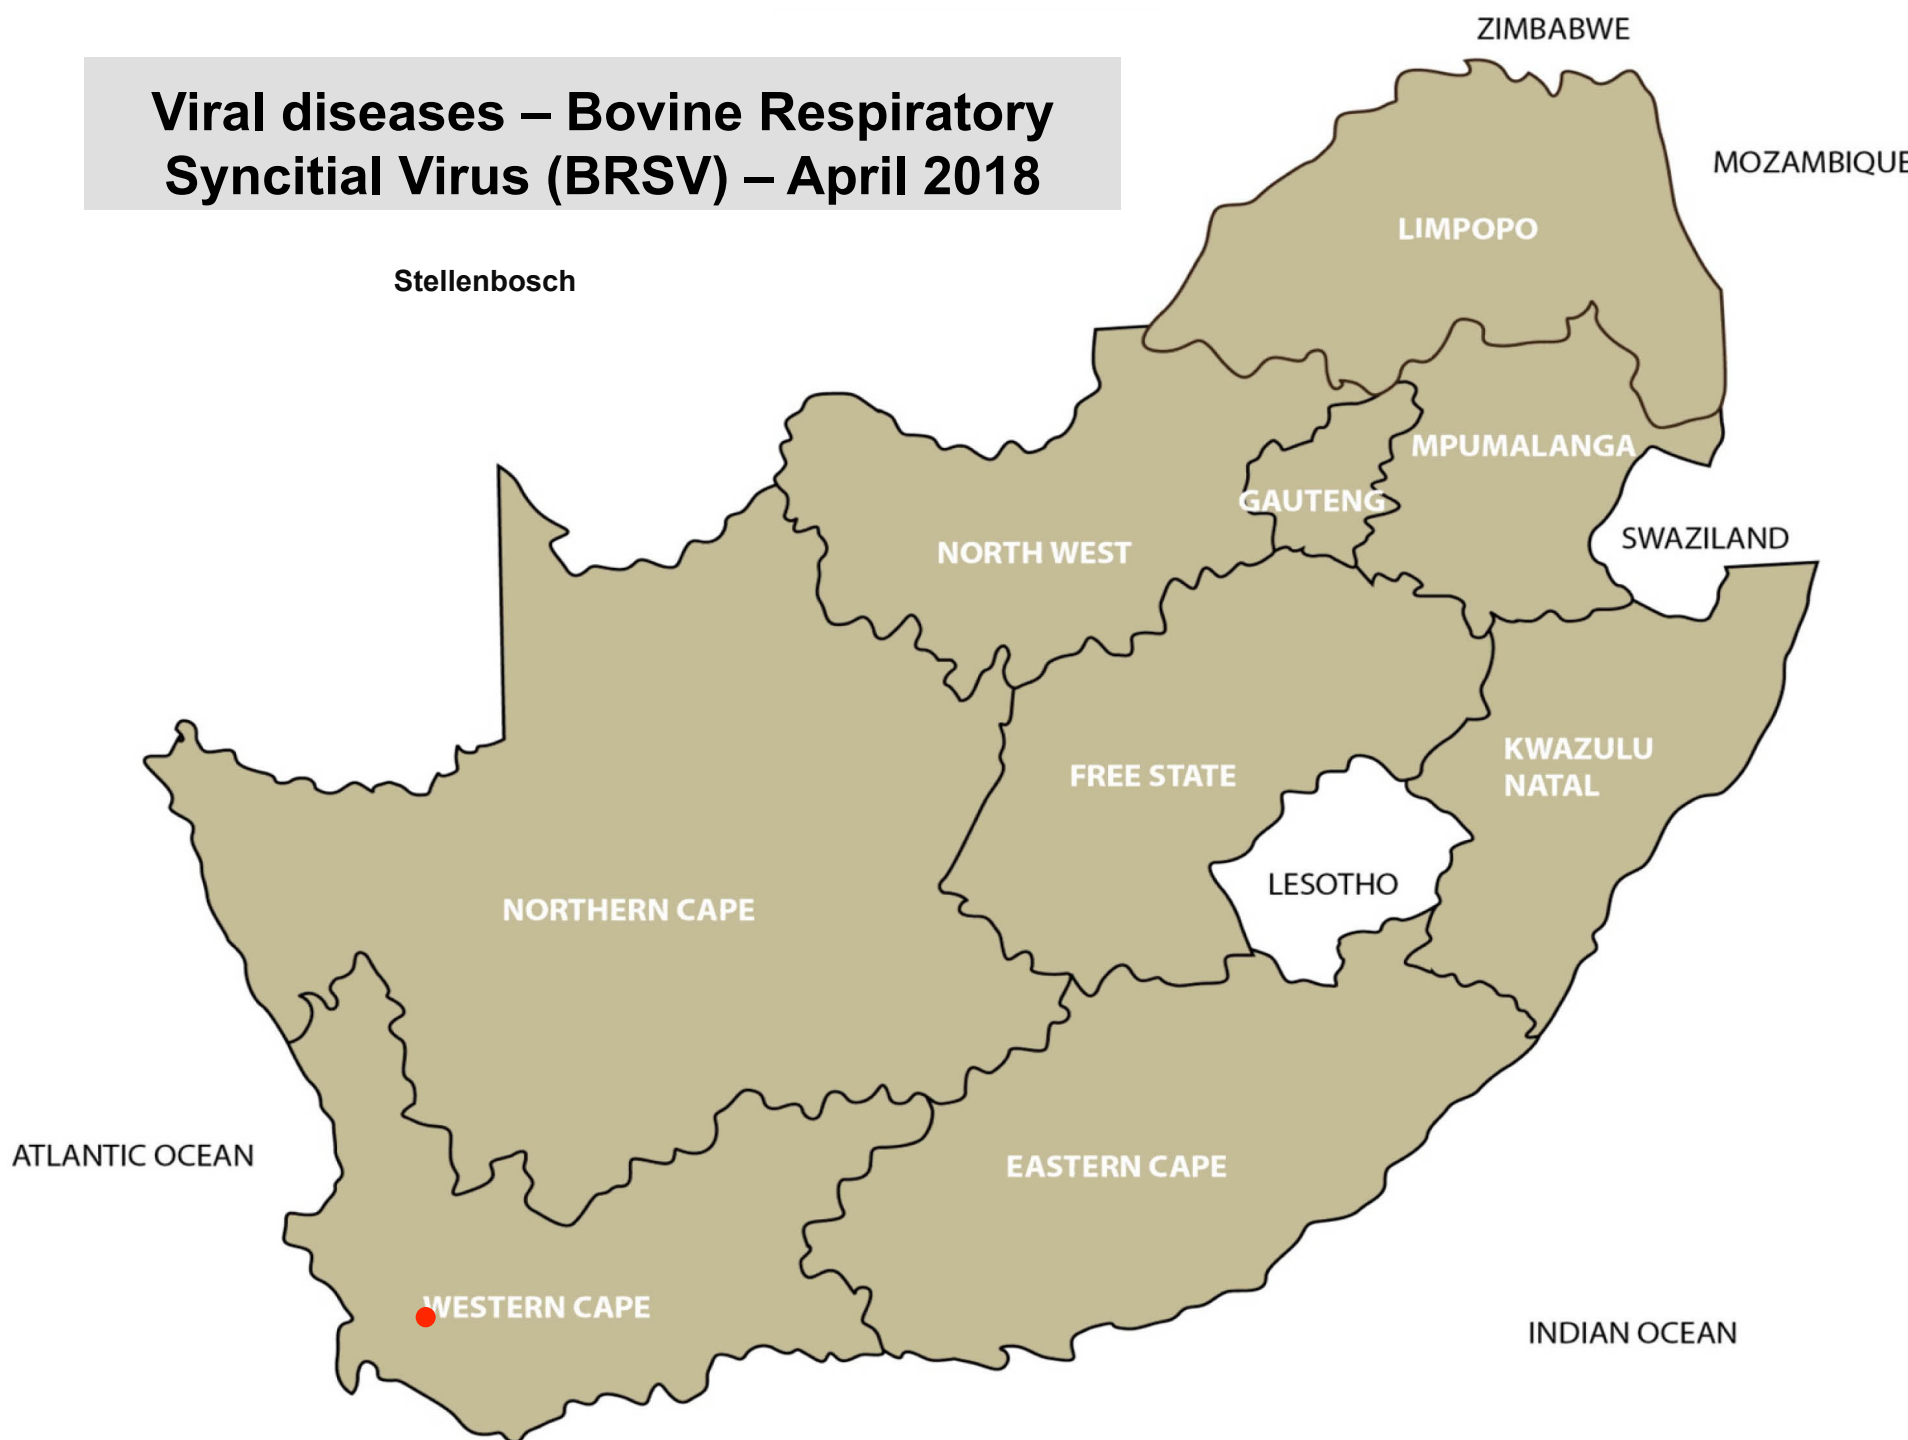 ZIMBABWE
Viral diseases – Bovine Respiratory
Syncitial Virus (BRSV) – April 2018
MOZAMBIQUE
LIMPOPO
Stellenbosch
MPUMALANGA
GAUTENG
SWAZILAND
NORTH WEST
KWAZULU
NATAL
FREE STATE
LESOTHO
NORTHERN CAPE
ATLANTIC OCEAN
EASTERN CAPE
WESTERN CAPE
INDIAN OCEAN